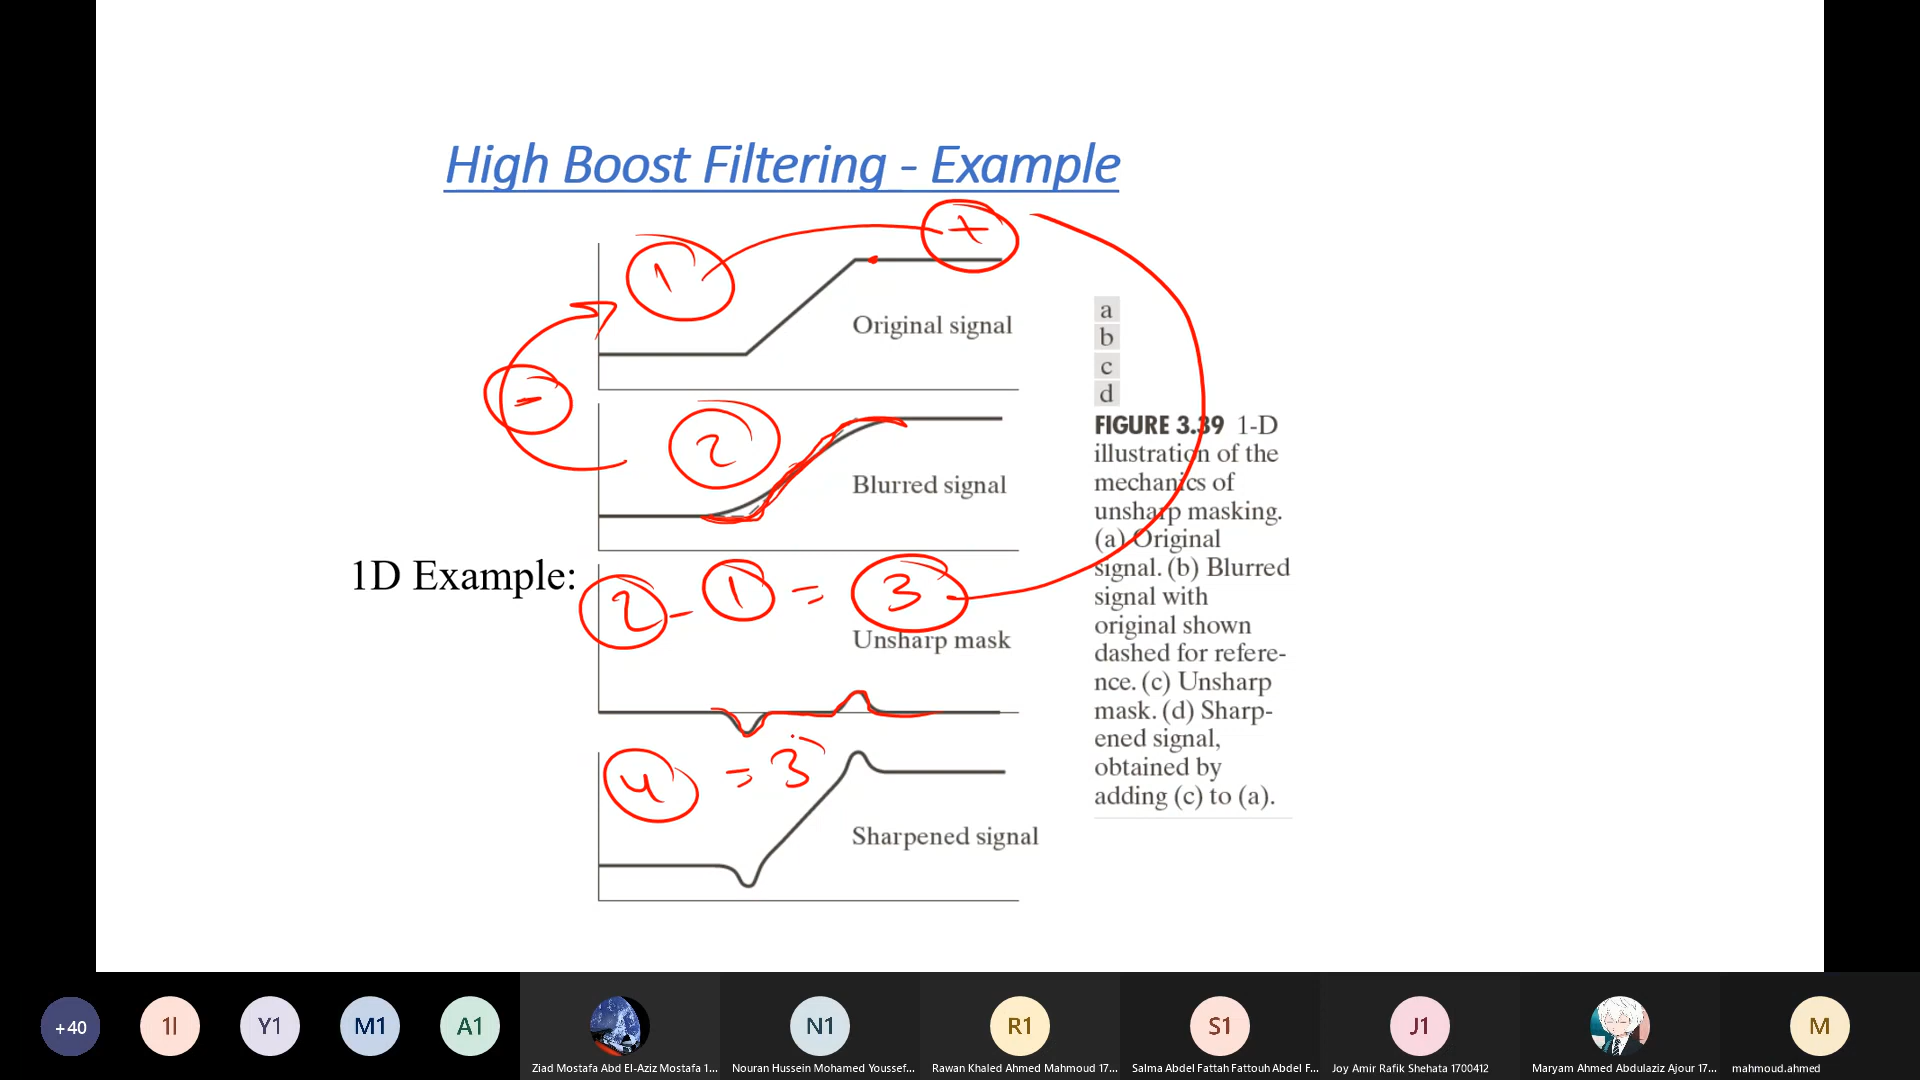 High Boost Filtering - Example
+
1
Original signal
a
b
c
d
-
2
Blurred signal
FIGURE 3.39 1-D
illustration of the
mechanics of
unsharp masking.
(a) Original
signal. (b) Blurred
signal with
original shown
dashed for refere-
nce. (c) Unsharp
mask. (d) Sharp-
ened signal,
obtained by
adding (c) to (a).
1D Example:
2 - 1 = 3
Unsharp mask
4 = 3
Sharpened signal
+40
1I
Y1
M1
A1
N1
R1
S1
J1
M
Ziad Mostafa Abd El-Aziz Mostafa 1...
Nouran Hussein Mohamed Youssef...
Rawan Khaled Ahmed Mahmoud 17...
Salma Abdel Fattah Fattouh Abdel F...
Joy Amir Rafik Shehata 1700412
Maryam Ahmed Abdulaziz Ajour 17...
mahmoud.ahmed